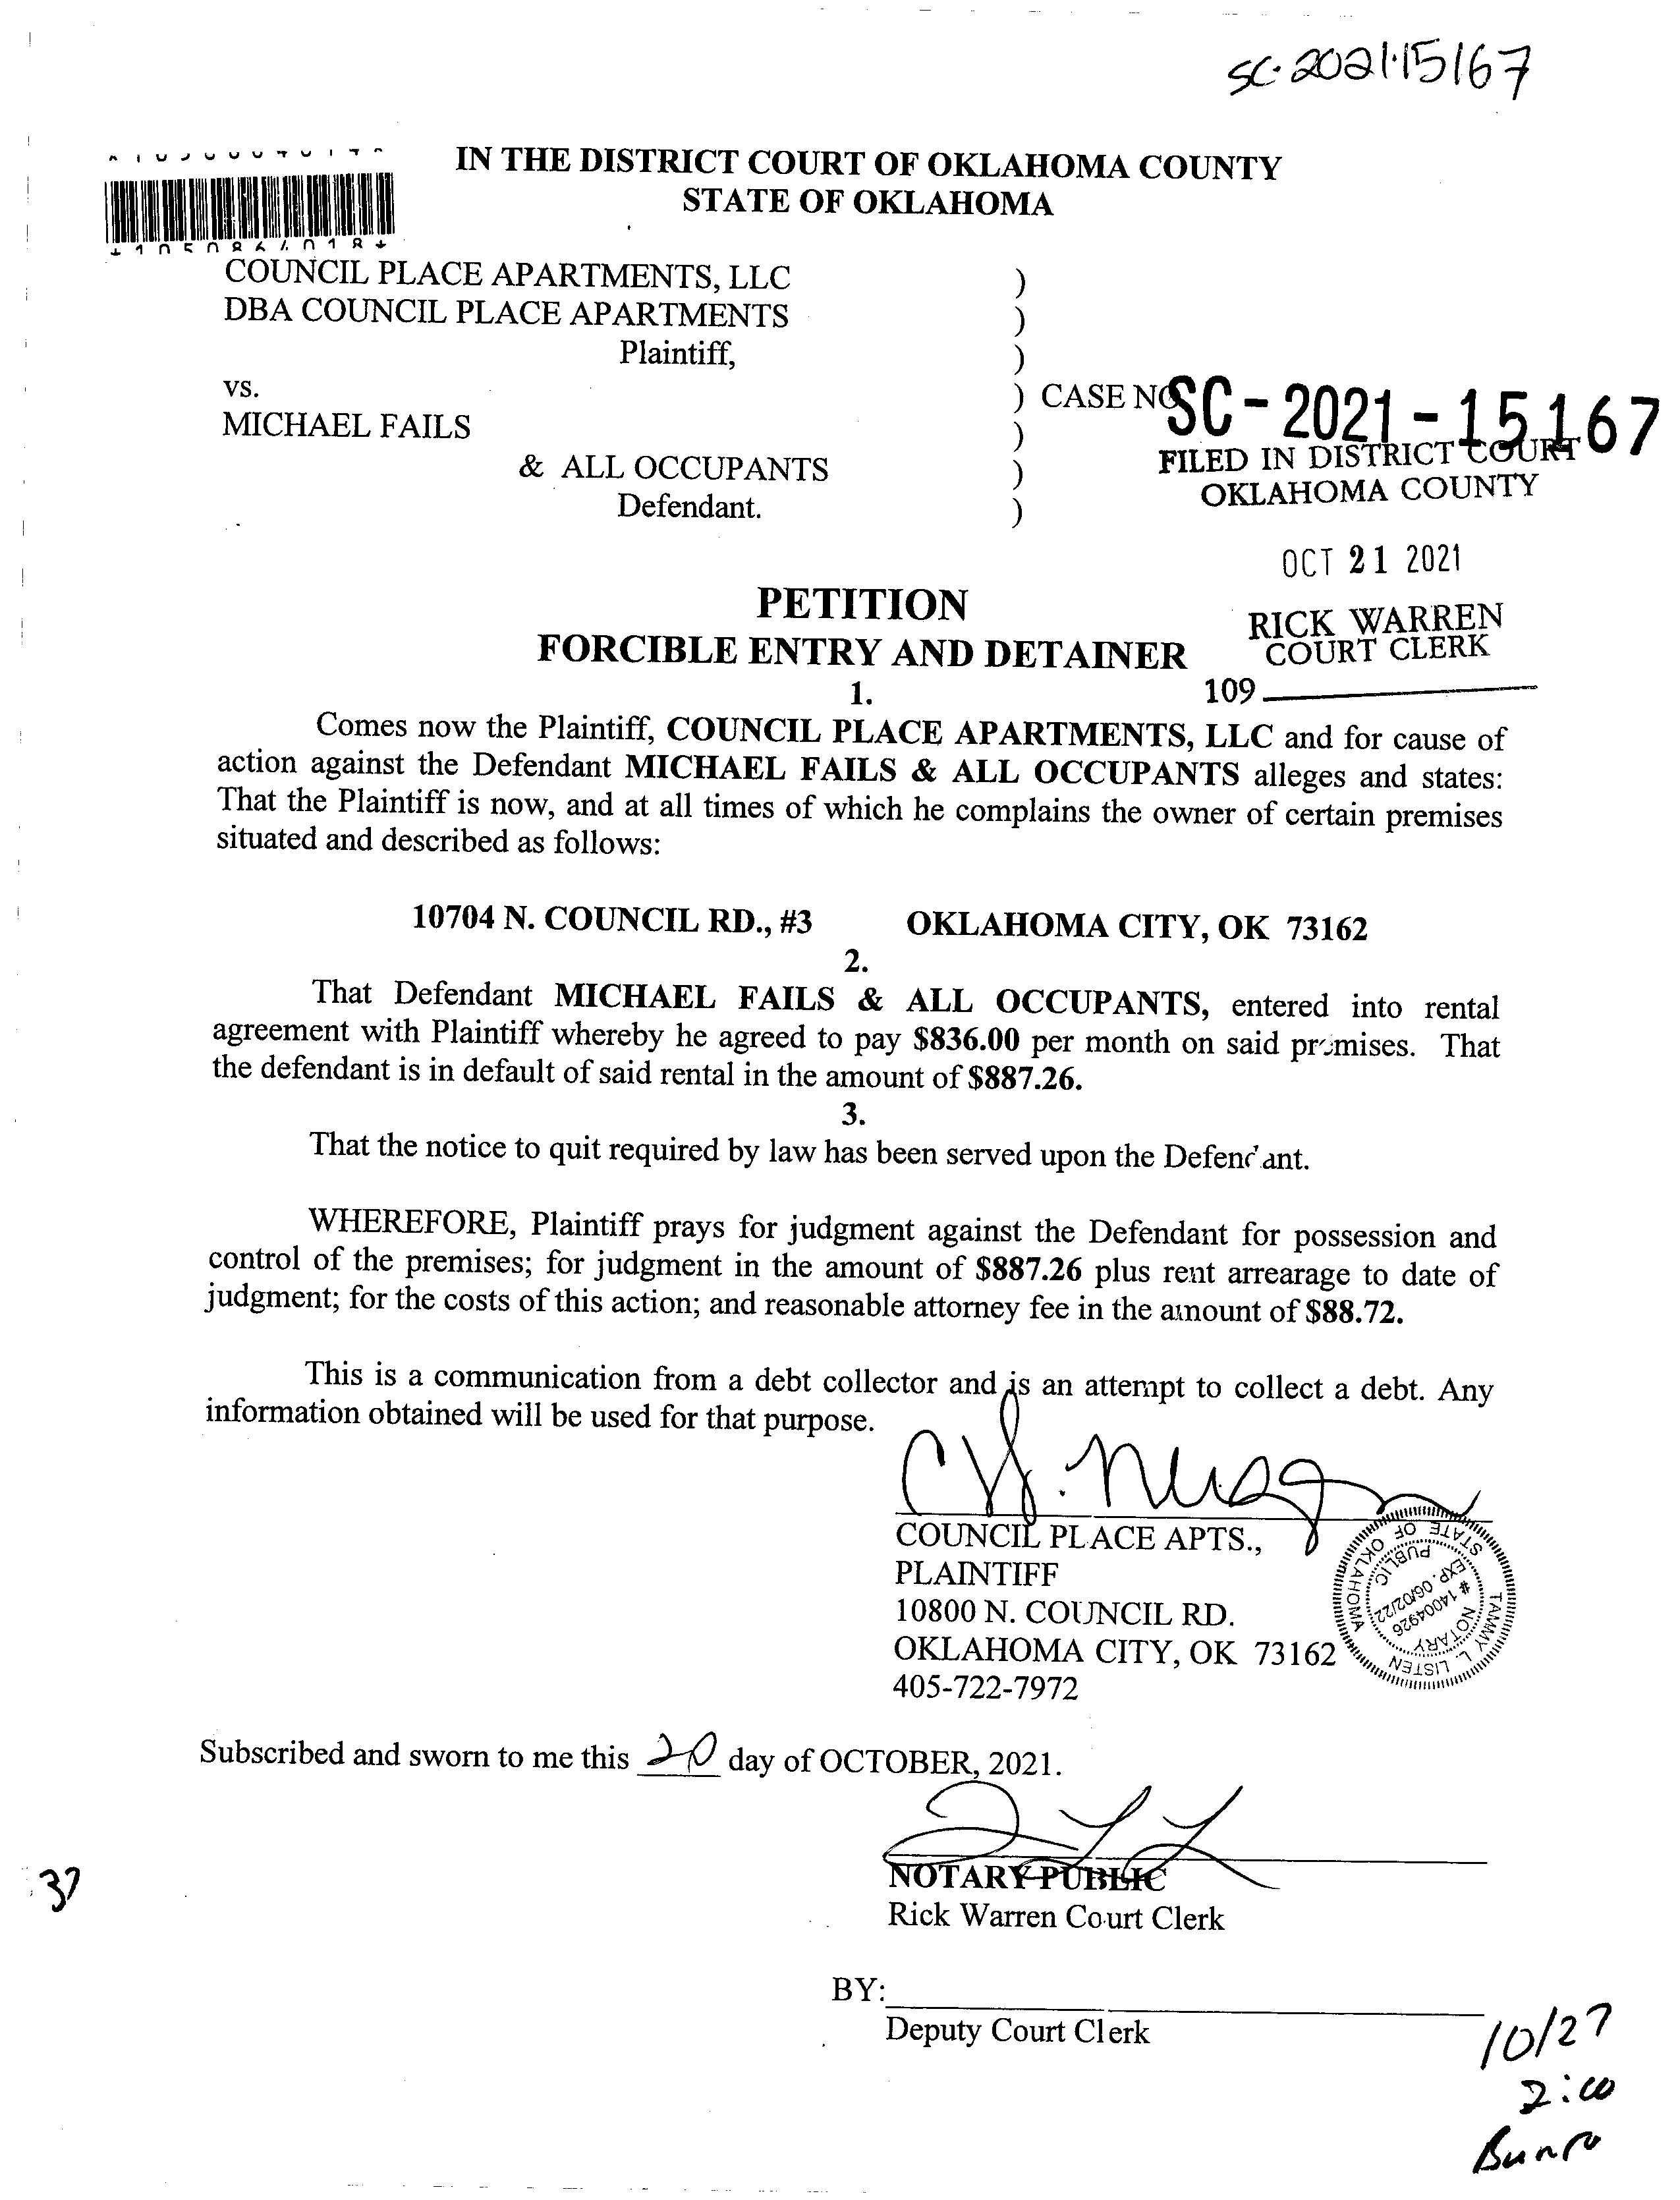 SC-2021-15167
IN THE DISTRICT COURT OF OKLAHOMA COUNTY
STATE OF OKLAHOMA
*1050864018*
COUNCIL PLACE APARTMENTS, LLC )
DBA COUNCIL PLACE APARTMENTS )
Plaintiff, )
vs. ) CASE NO SC-2021-15167
MICHAEL FAILS )
FILED IN DISTRICT COURT
& ALL OCCUPANTS )
OKLAHOMA COUNTY
Defendant. )
OCT 21 2021
PETITION
RICK WARREN
FORCIBLE ENTRY AND DETAINER
COURT CLERK
1.
109
Comes now the Plaintiff, COUNCIL PLACE APARTMENTS, LLC and for cause of
action against the Defendant MICHAEL FAILS & ALL OCCUPANTS alleges and states:
That the Plaintiff is now, and at all times of which he complains the owner of certain premises
situated and described as follows:
10704 N. COUNCIL RD., #3 OKLAHOMA CITY, OK 73162
2.
That Defendant MICHAEL FAILS & ALL OCCUPANTS, entered into rental
agreement with Plaintiff whereby he agreed to pay $836.00 per month on said premises. That
the defendant is in default of said rental in the amount of $887.26.
3.
That the notice to quit required by law has been served upon the Defendant.
WHEREFORE, Plaintiff prays for judgment against the Defendant for possession and
control of the premises; for judgment in the amount of $887.26 plus rent arrearage to date of
judgment; for the costs of this action; and reasonable attorney fee in the amount of $88.72.
This is a communication from a debt collector and is an attempt to collect a debt. Any
information obtained will be used for that purpose.
COUNCIL PLACE APTS.,
PLAINTIFF
10800 N. COUNCIL RD.
OKLAHOMA CITY, OK 73162
405-722-7972
TAMMY L. LISTEN
STATE OF OKLAHOMA
NOTARY PUBLIC
# 14004926
EXP. 06/02/22
Subscribed and sworn to me this 20 day of OCTOBER, 2021.
NOTARY PUBLIC
Rick Warren Court Clerk
37
BY:
Deputy Court Clerk
10/27
2:00